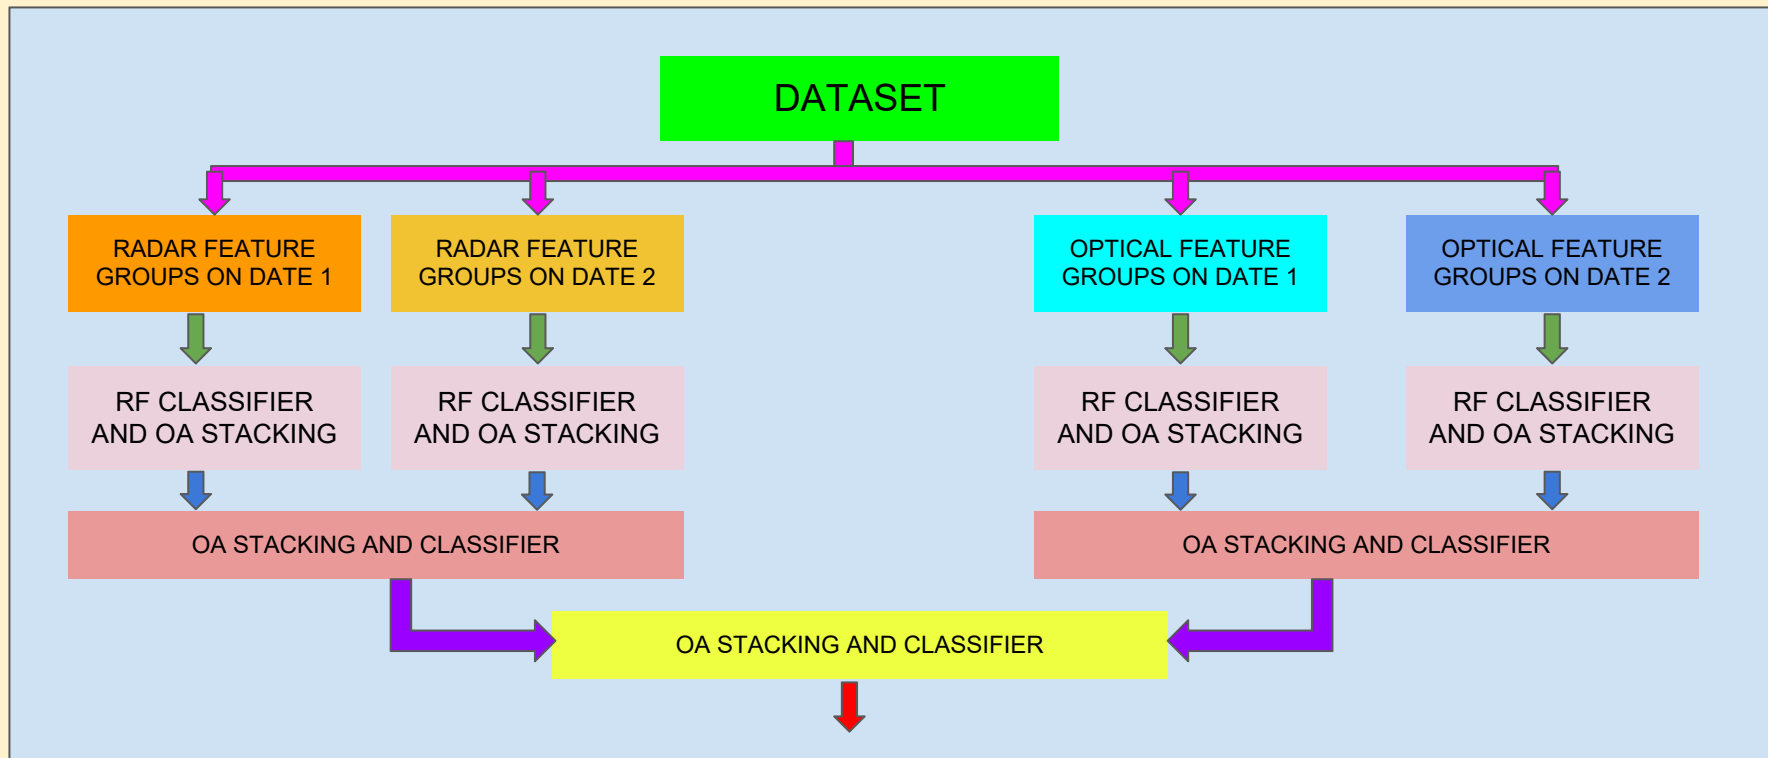 DATASET
RADAR FEATURE
GROUPS ON DATE 1
RADAR FEATURE
GROUPS ON DATE 2
OPTICAL FEATURE
GROUPS ON DATE 1
OPTICAL FEATURE
GROUPS ON DATE 2
RF CLASSIFIER
AND OA STACKING
RF CLASSIFIER
AND OA STACKING
RF CLASSIFIER
AND OA STACKING
RF CLASSIFIER
AND OA STACKING
OA STACKING AND CLASSIFIER
OA STACKING AND CLASSIFIER
OA STACKING AND CLASSIFIER